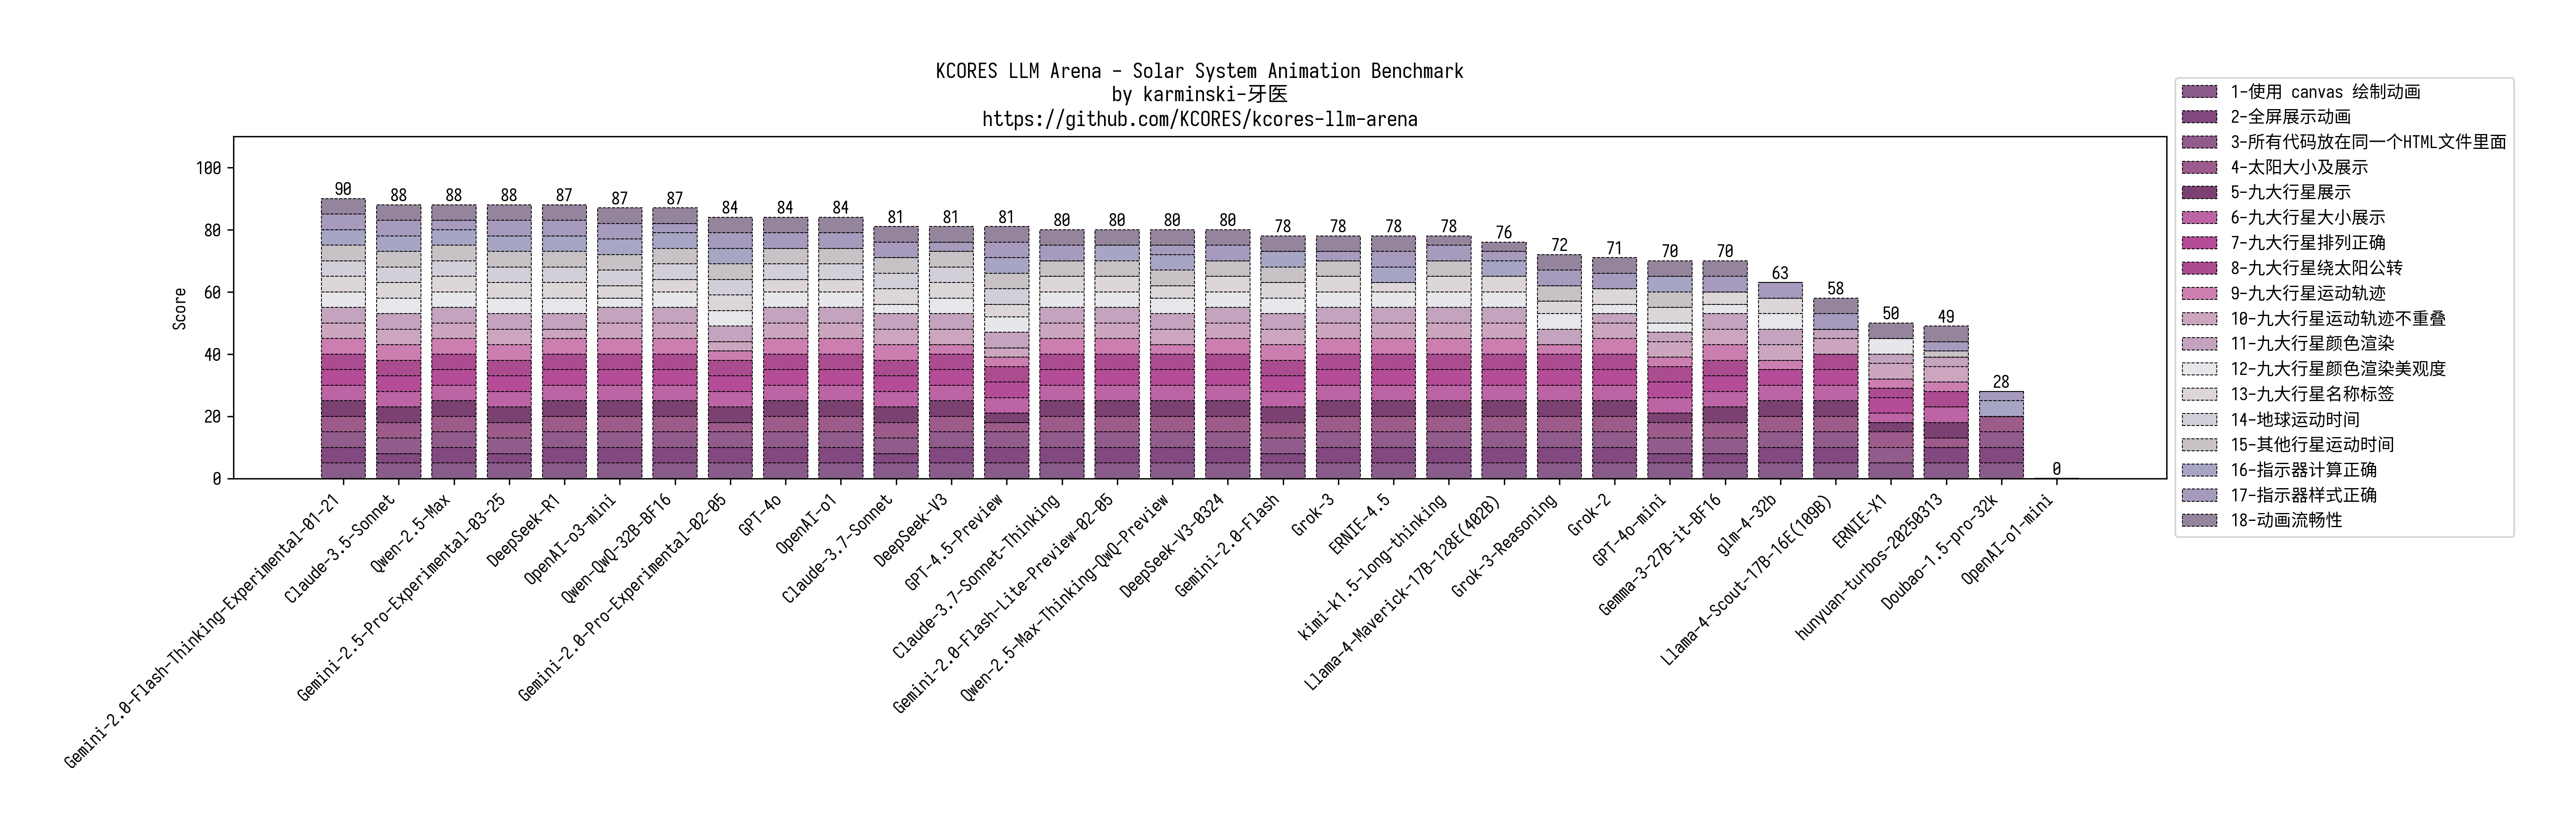 KCORES LLM Arena - Solar System Animation Benchmark
by karminski-牙医
https://github.com/KCORES/kcores-llm-arena
Score
100
80
60
40
20
0
90
88
88
88
87
87
87
84
84
84
81
81
81
80
80
80
80
78
78
78
78
76
72
71
70
70
63
58
50
49
28
0
Gemini-2.0-Flash-Thinking-Experimental-01-21
Claude-3.5-Sonnet
Qwen-2.5-Max
Gemini-2.5-Pro-Experimental-03-25
DeepSeek-R1
OpenAI-o3-mini
Qwen-QwQ-32B-BF16
Gemini-2.0-Pro-Experimental-02-05
GPT-4o
OpenAI-o1
Claude-3.7-Sonnet
DeepSeek-V3
GPT-4.5-Preview
Claude-3.7-Sonnet-Thinking
Gemini-2.0-Flash-Lite-Preview-02-05
Qwen-2.5-Max-Thinking-QwQ-Preview
DeepSeek-V3-0324
Gemini-2.0-Flash
Grok-3
ERNIE-4.5
kimi-k1.5-long-thinking
Llama-4-Maverick-17B-128E(402B)
Grok-3-Reasoning
Grok-2
GPT-4o-mini
Gemma-3-27B-it-BF16
glm-4-32b
Llama-4-Scout-17B-16E(109B)
ERNIE-X1
hunyuan-turbos-20250313
Doubao-1.5-pro-32k
OpenAI-o1-mini
1-使用 canvas 绘制动画
2-全屏展示动画
3-所有代码放在同一个HTML文件里面
4-太阳大小及展示
5-九大行星展示
6-九大行星大小展示
7-九大行星排列正确
8-九大行星绕太阳公转
9-九大行星运动轨迹
10-九大行星运动轨迹不重叠
11-九大行星颜色渲染
12-九大行星颜色渲染美观度
13-九大行星名称标签
14-地球运动时间
15-其他行星运动时间
16-指示器计算正确
17-指示器样式正确
18-动画流畅性